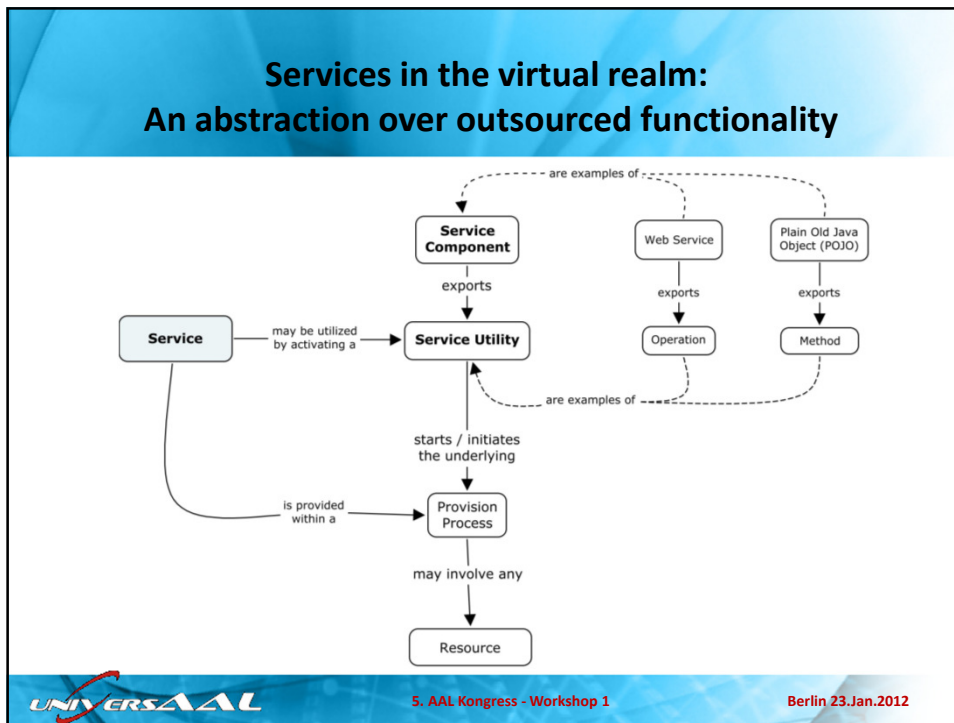 Services in the virtual realm:
An abstraction over outsourced functionality
are examples of
Service
Component
Web Service
Plain Old Java
Object (POJO)
exports
exports
exports
Service
may be utilized
by activating a
Service Utility
Operation
Method
are examples of
starts / initiates
the underlying
is provided
within a
Provision
Process
may involve any
Resource
UNIVERSAAL
5. AAL Kongress - Workshop 1
Berlin 23.Jan.2012